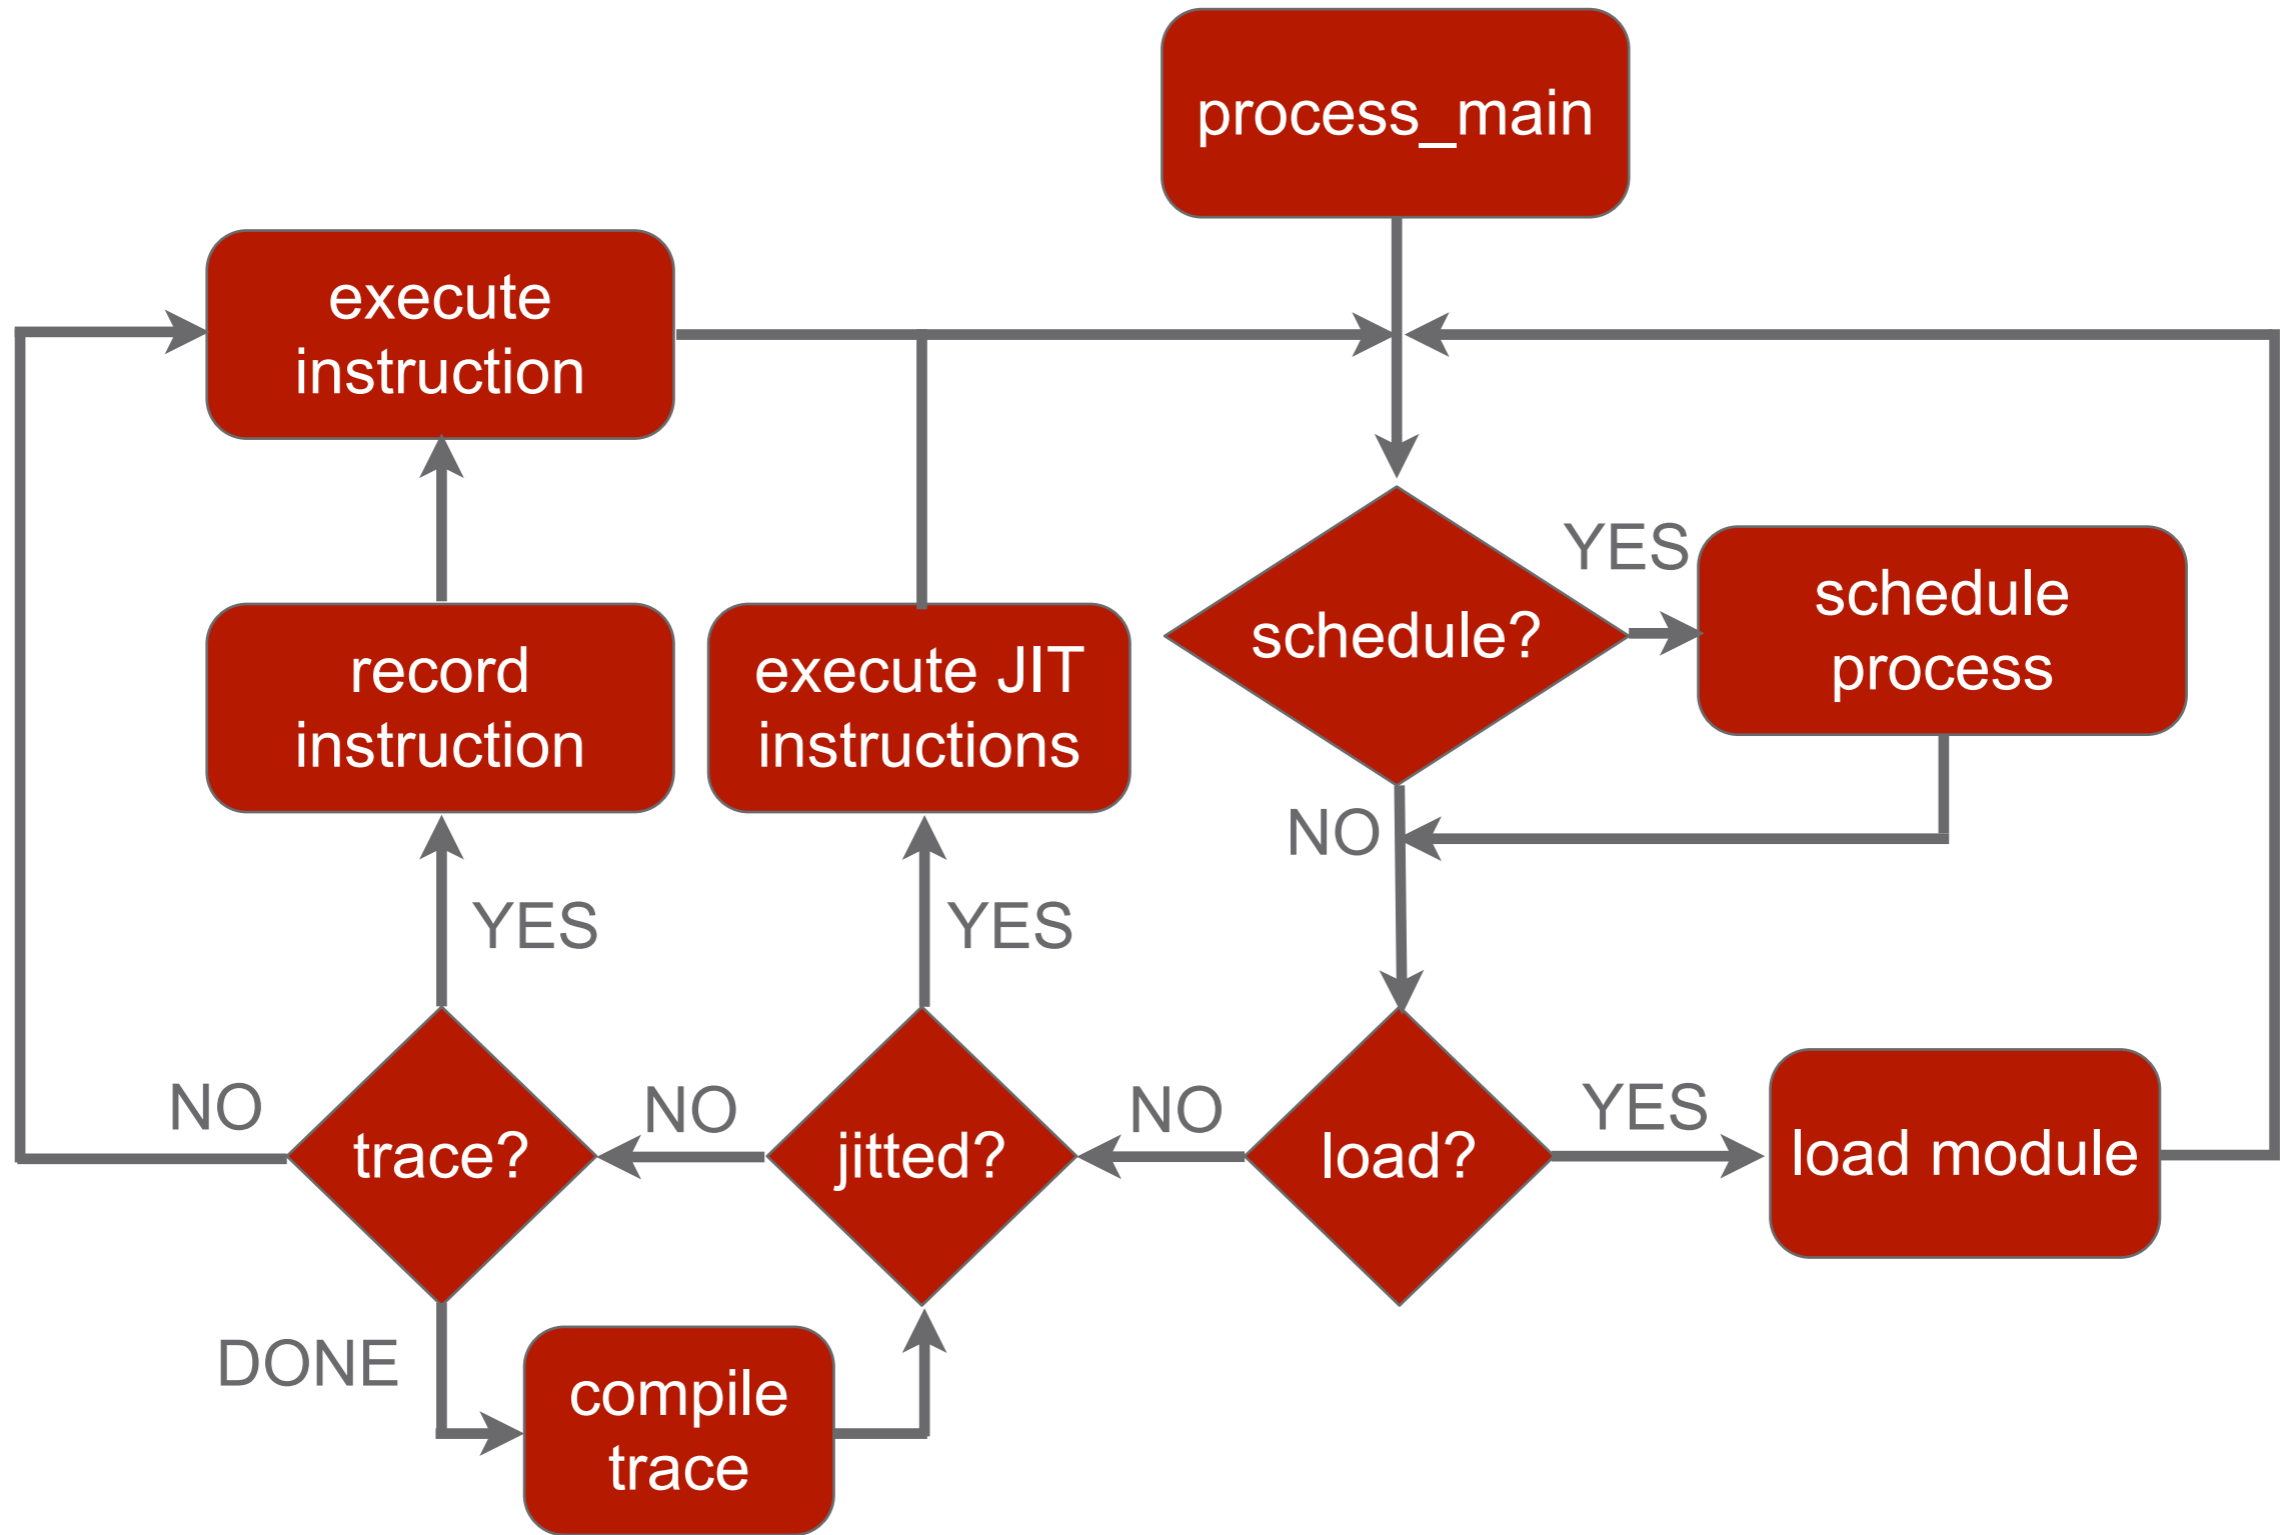 process_main
execute
instruction
YES
schedule?
schedule
process
record
instruction
execute JIT
instructions
NO
YES
YES
NO
trace?
NO
jitted?
NO
load?
YES
load module
DONE
compile
trace